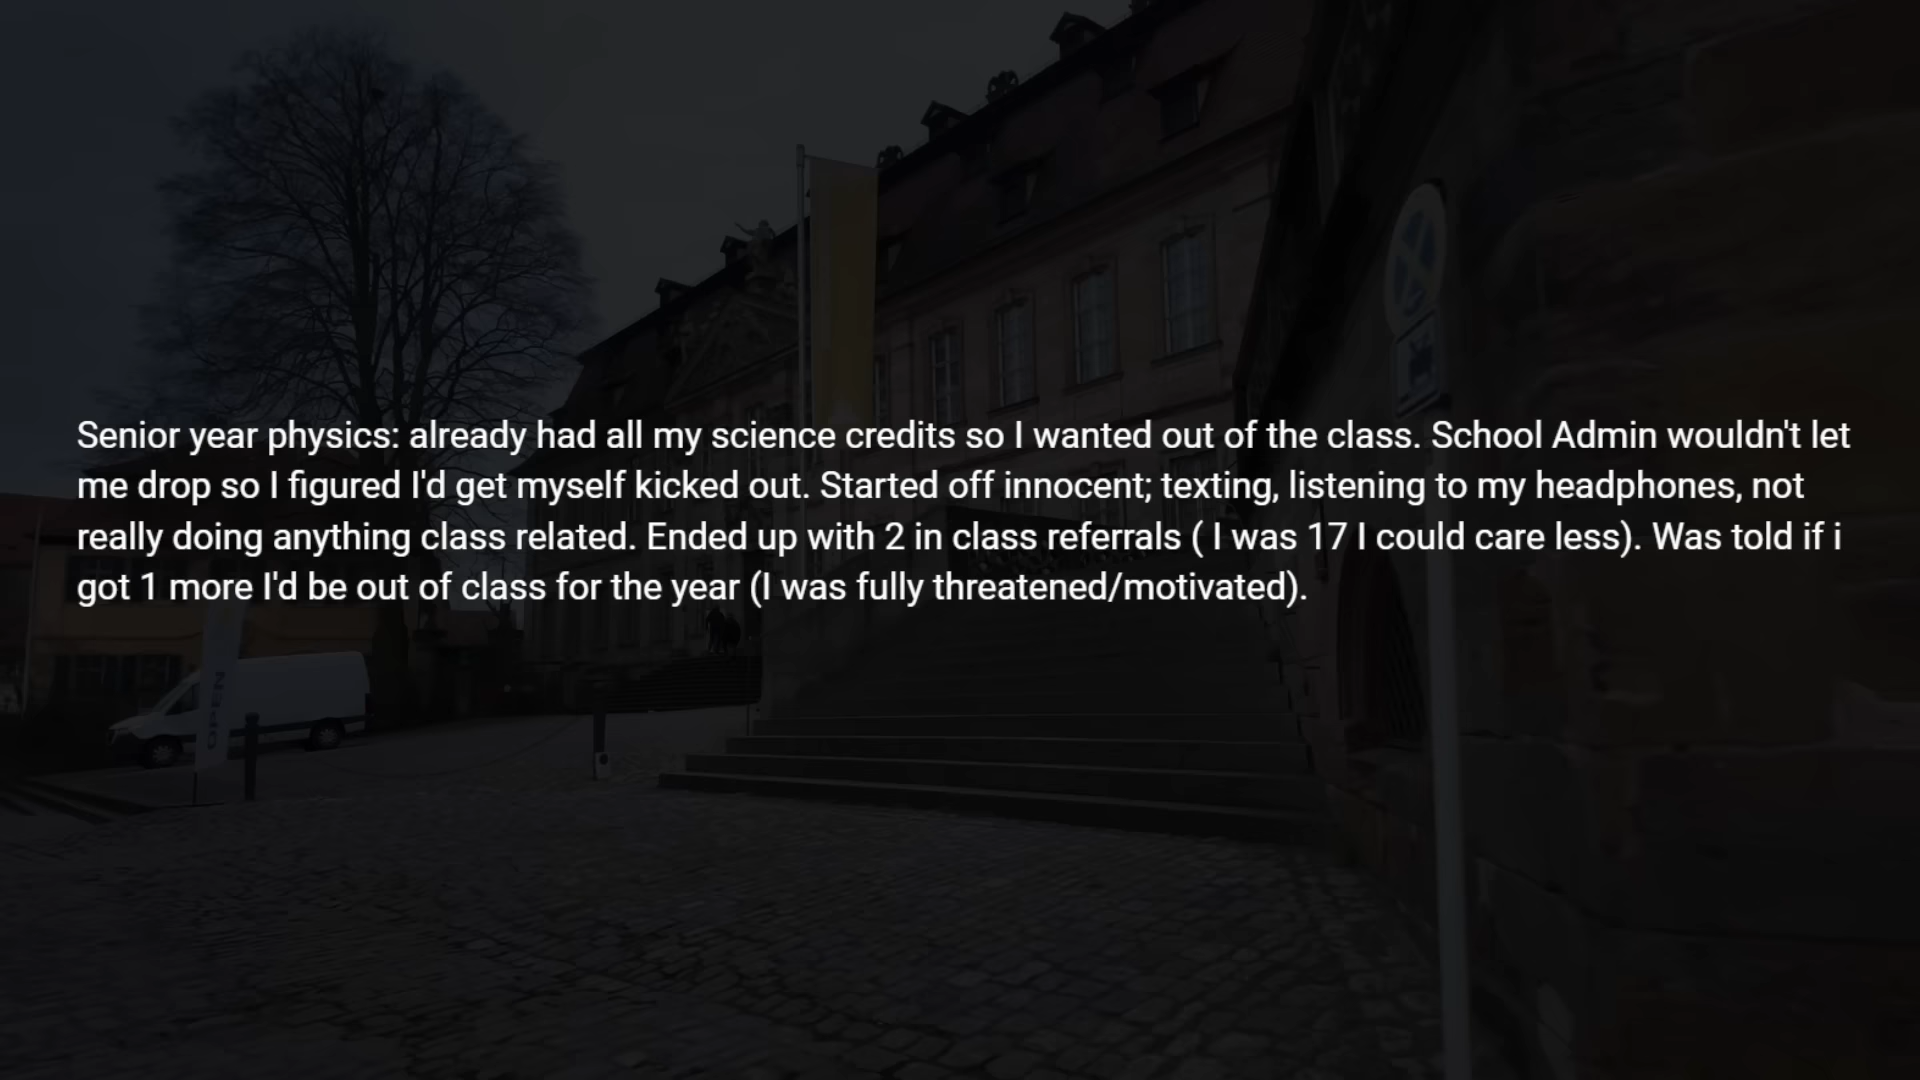 Senior year physics: already had all my science credits so I wanted out of the class. School Admin wouldn't let
me drop so I figured I'd get myself kicked out. Started off innocent; texting, listening to my headphones, not
really doing anything class related. Ended up with 2 in class referrals ( I was 17 I could care less). Was told if i
got 1 more I'd be out of class for the year (I was fully threatened/motivated).
OPEN